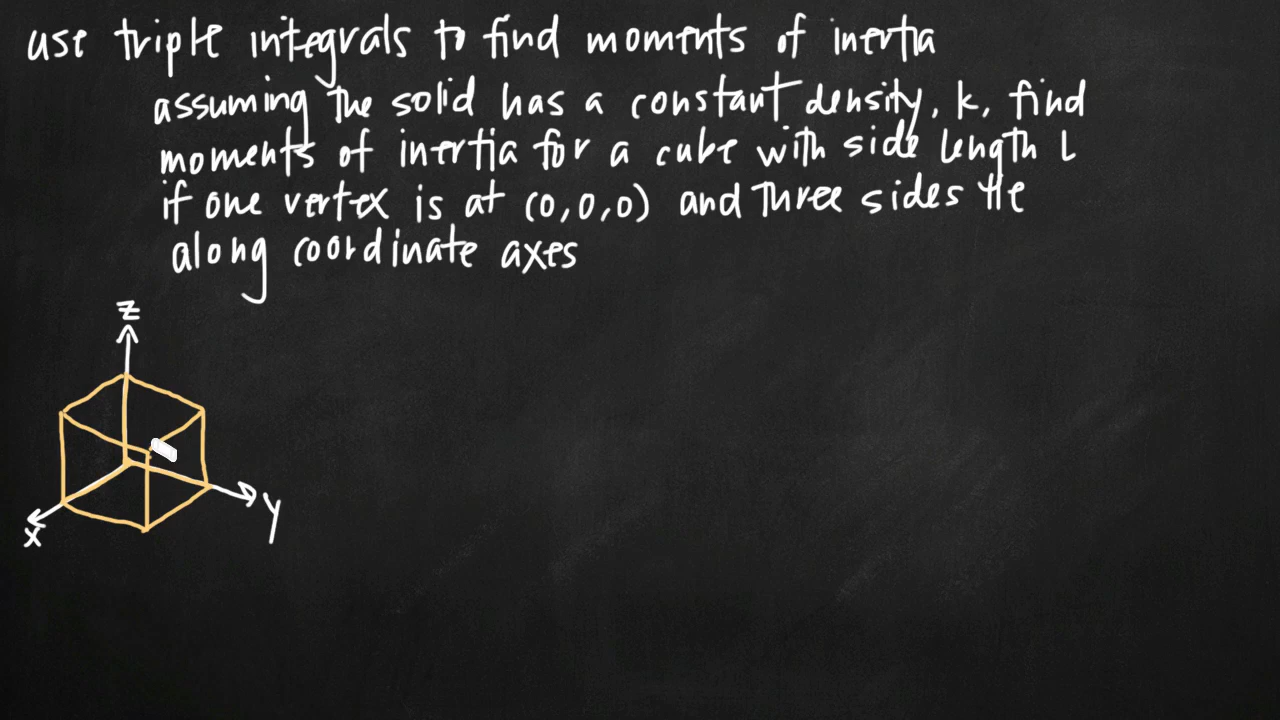 use triple integrals to find moments of inertia
assuming the solid has a constant density, k, find
moments of inertia for a cube with side length L
if one vertex is at (0,0,0) and three sides lie
along coordinate axes
z
y
x